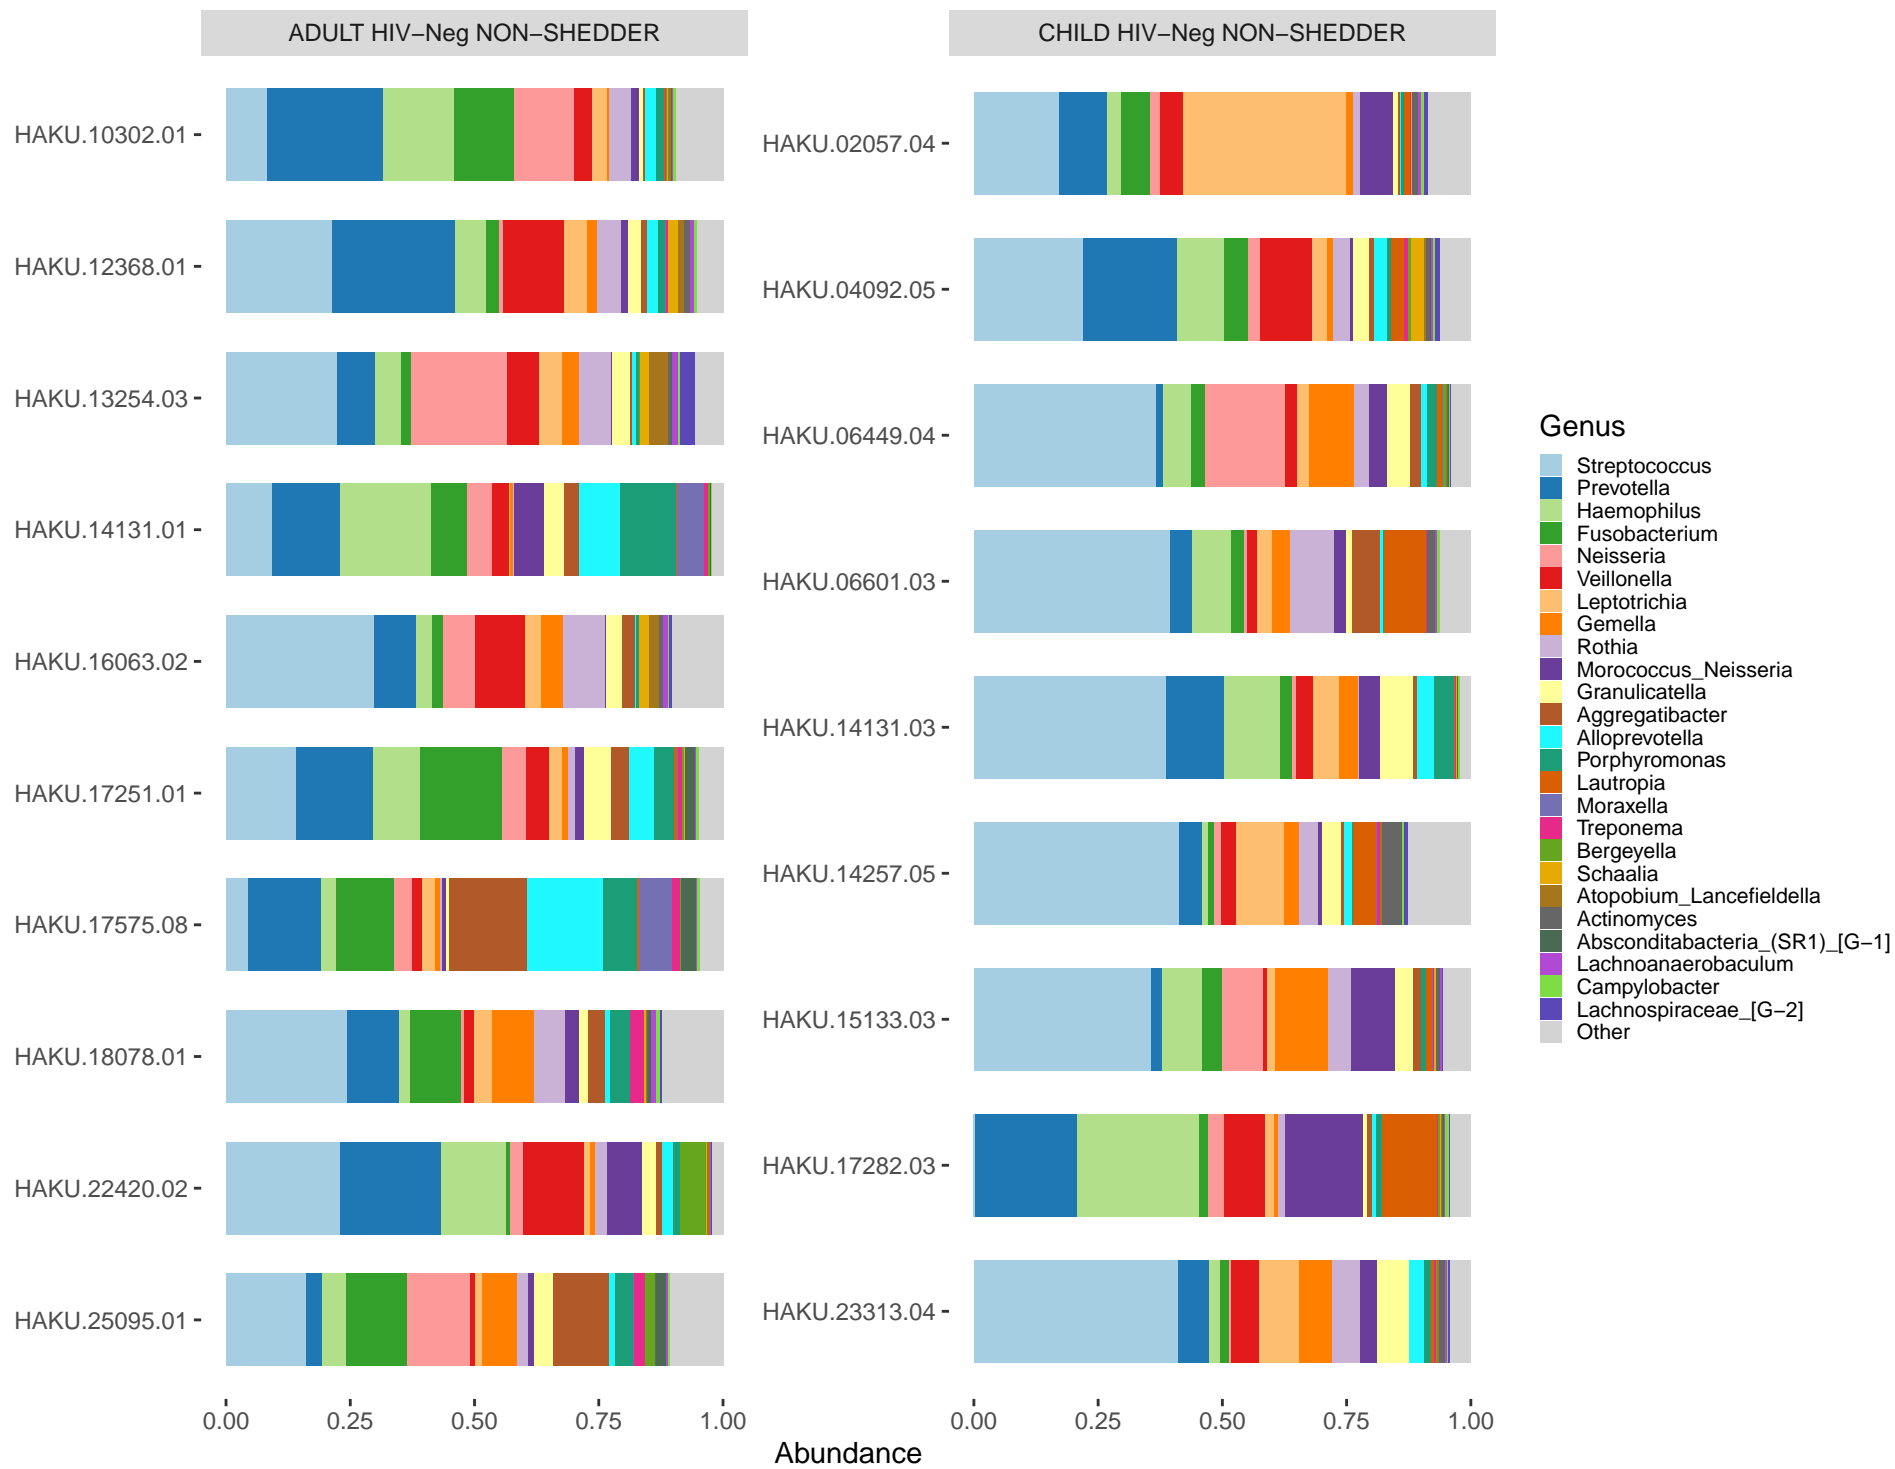 ADULT HIV−Neg NON−SHEDDER
HAKU.10302.01
HAKU.12368.01
HAKU.13254.03
HAKU.14131.01
HAKU.16063.02
HAKU.17251.01
HAKU.17575.08
HAKU.18078.01
HAKU.22420.02
HAKU.25095.01
0.00 0.25 0.50 0.75 1.00
CHILD HIV−Neg NON−SHEDDER
HAKU.02057.04
HAKU.04092.05
HAKU.06449.04
HAKU.06601.03
HAKU.14131.03
HAKU.14257.05
HAKU.15133.03
HAKU.17282.03
HAKU.23313.04
0.00 0.25 0.50 0.75 1.00
Abundance
Genus
Streptococcus
Prevotella
Haemophilus
Fusobacterium
Neisseria
Veillonella
Leptotrichia
Gemella
Rothia
Morococcus_Neisseria
Granulicatella
Aggregatibacter
Alloprevotella
Porphyromonas
Lautropia
Moraxella
Treponema
Bergeyella
Schaalia
Atopobium_Lancefieldella
Actinomyces
Absconditabacteria_(SR1)_[G−1]
Lachnoanaerobaculum
Campylobacter
Lachnospiraceae_[G−2]
Other